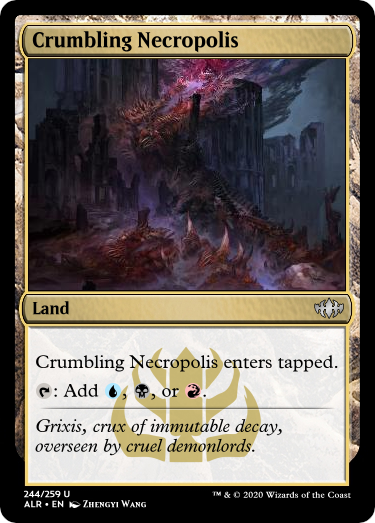 Crumbling Necropolis
Land
Crumbling Necropolis enters tapped.
: Add , , or .
Grixis, crux of immutable decay,
overseen by cruel demonlords.
244/259 U
ALR • EN Zhengyi Wang
™ & © 2020 Wizards of the Coast